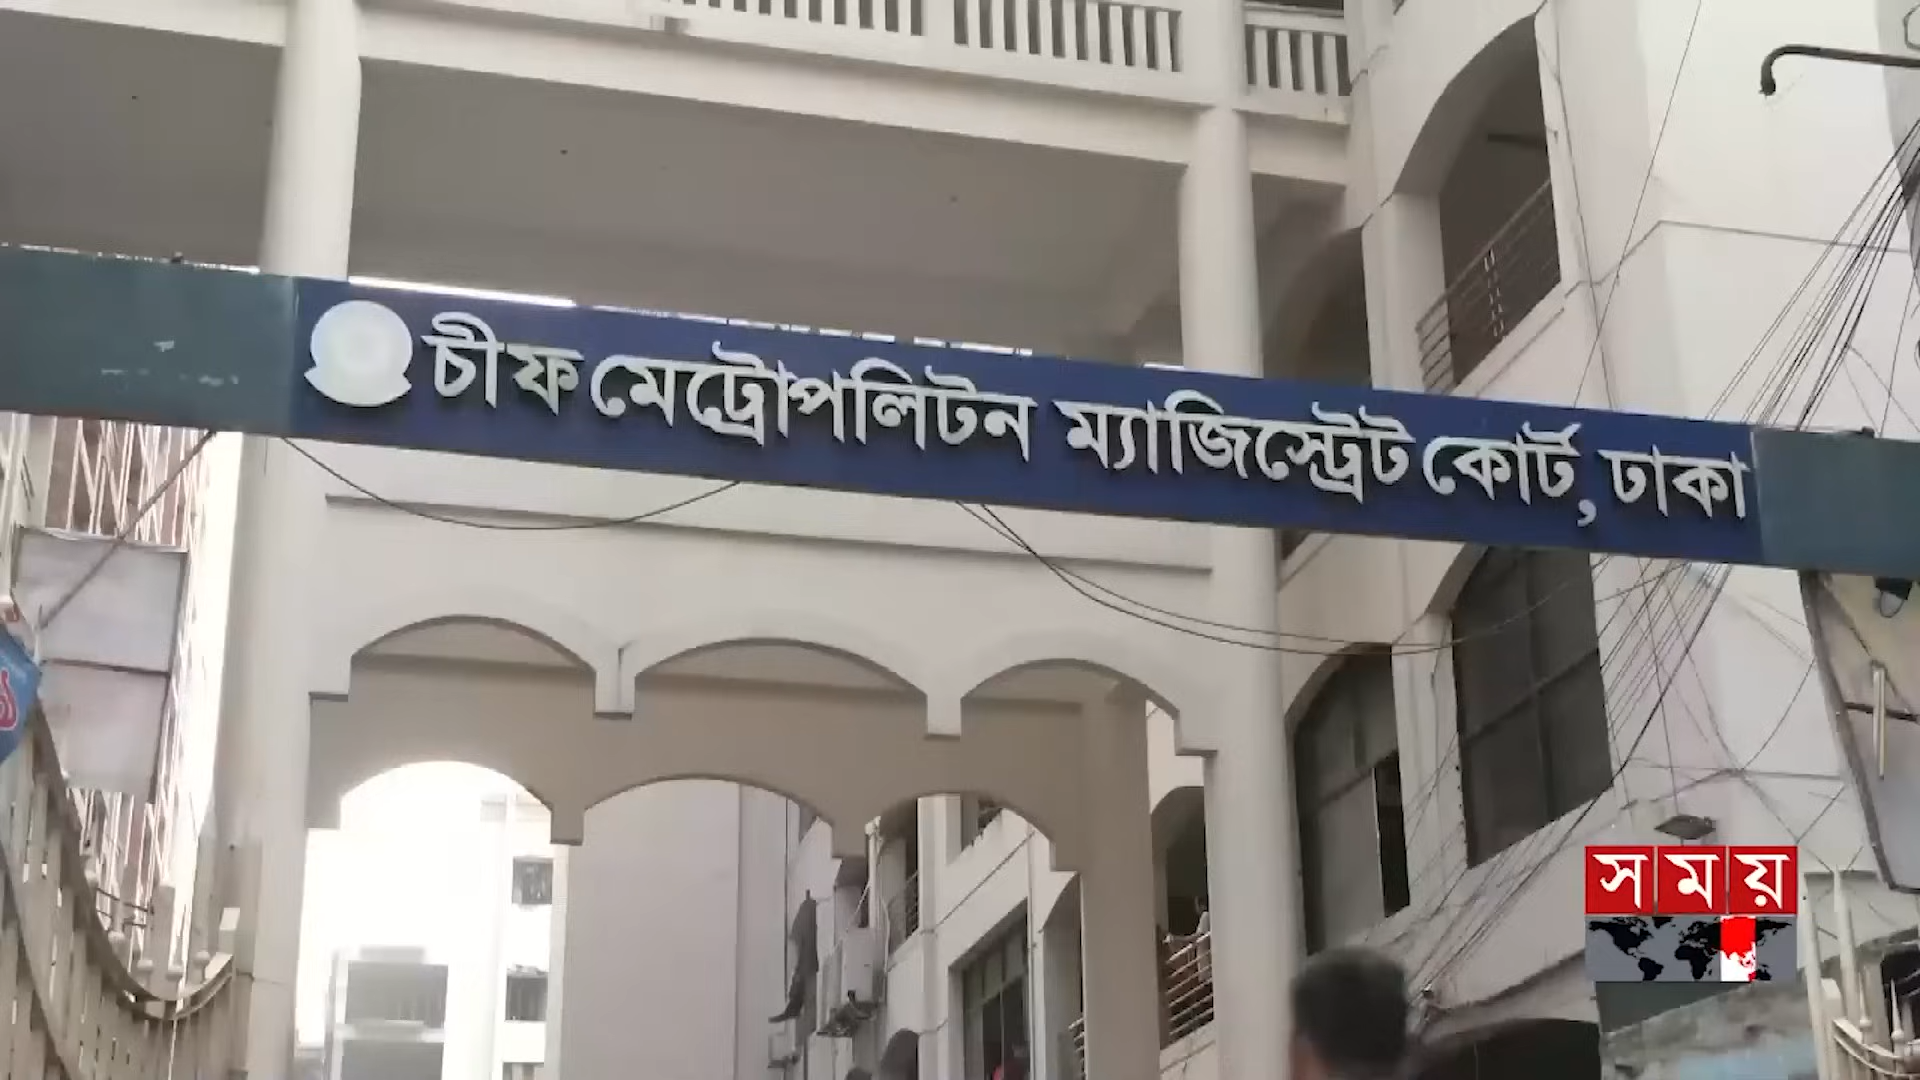 চীফ মেট্রোপলিটন ম্যাজিস্ট্রেট কোর্ট, ঢাকা
সময়